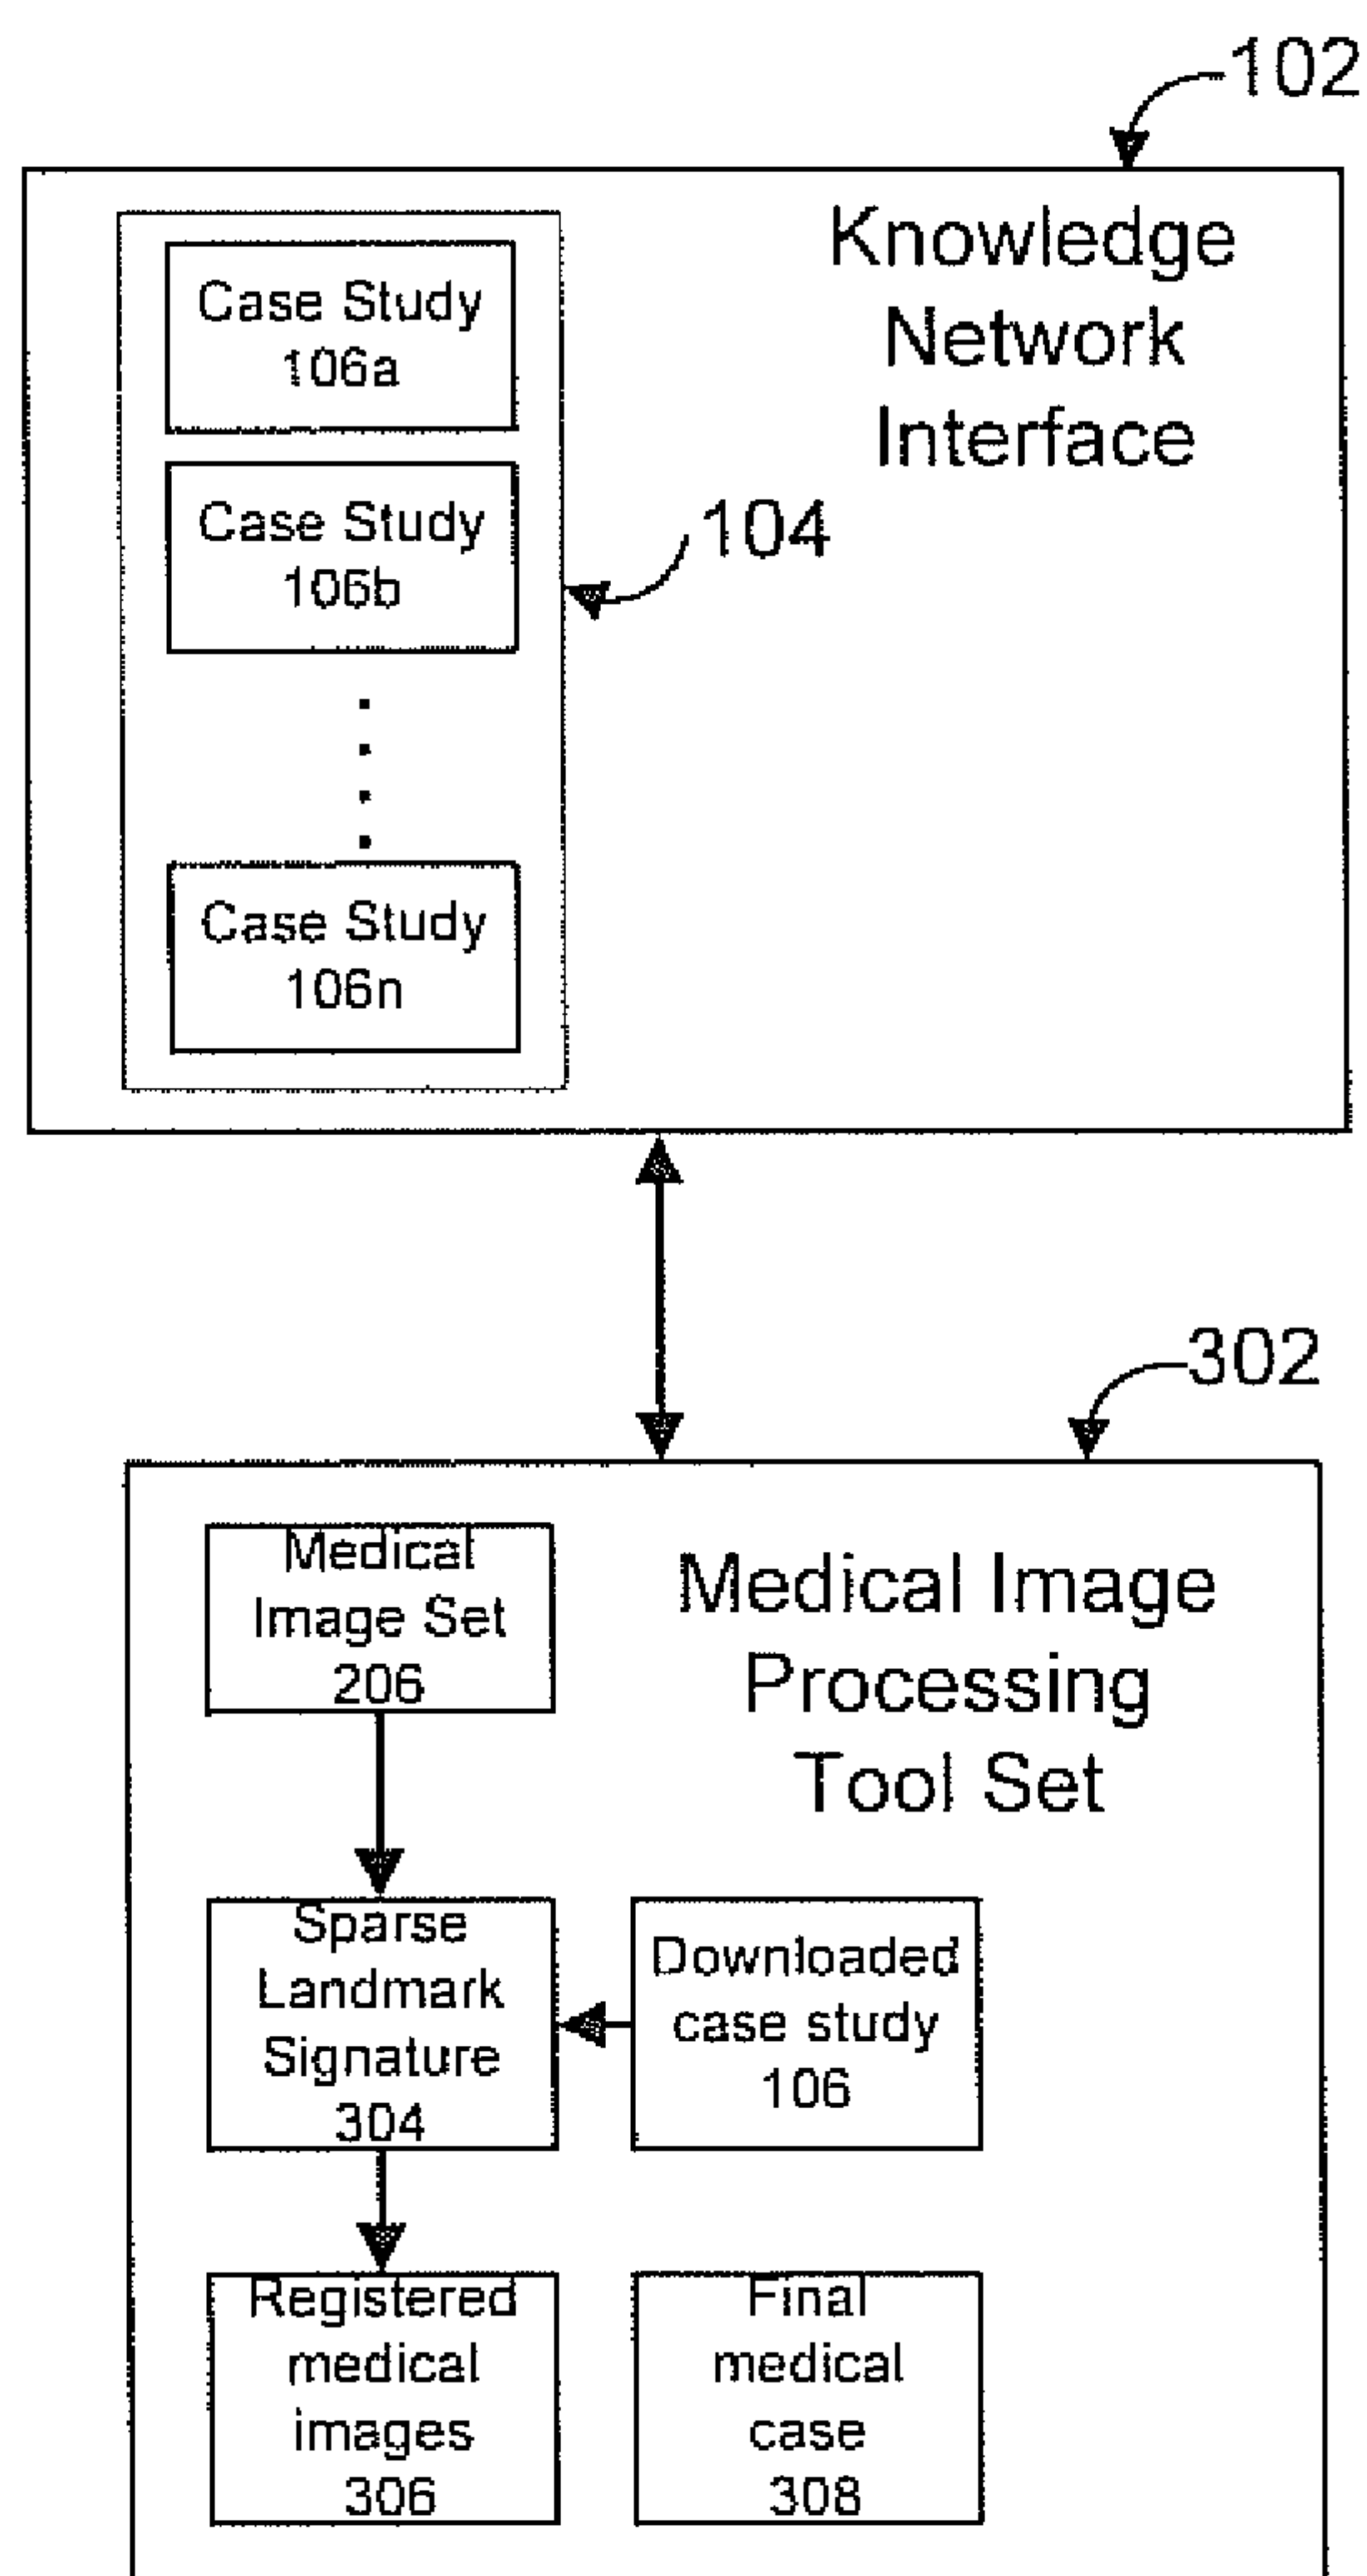 102
Knowledge
Network
Interface
Case Study
106a
Case Study
106b
104
Case Study
106n
302
Medical Image
Processing
Tool Set
Medical
Image Set
206
Sparse
Landmark
Signature
304
Downloaded
case study
106
Registered
medical
images
306
Final
medical
case
308